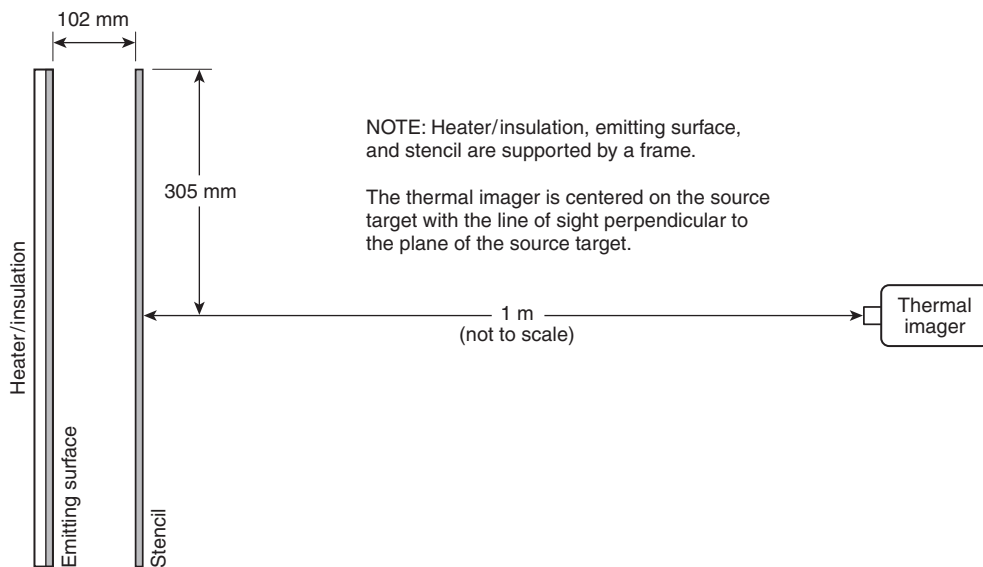 102 mm
NOTE: Heater/insulation, emitting surface,
and stencil are supported by a frame.
The thermal imager is centered on the source
target with the line of sight perpendicular to
the plane of the source target.
305 mm
Heater/insulation
Emitting surface
Stencil
1 m
(not to scale)
Thermal
imager